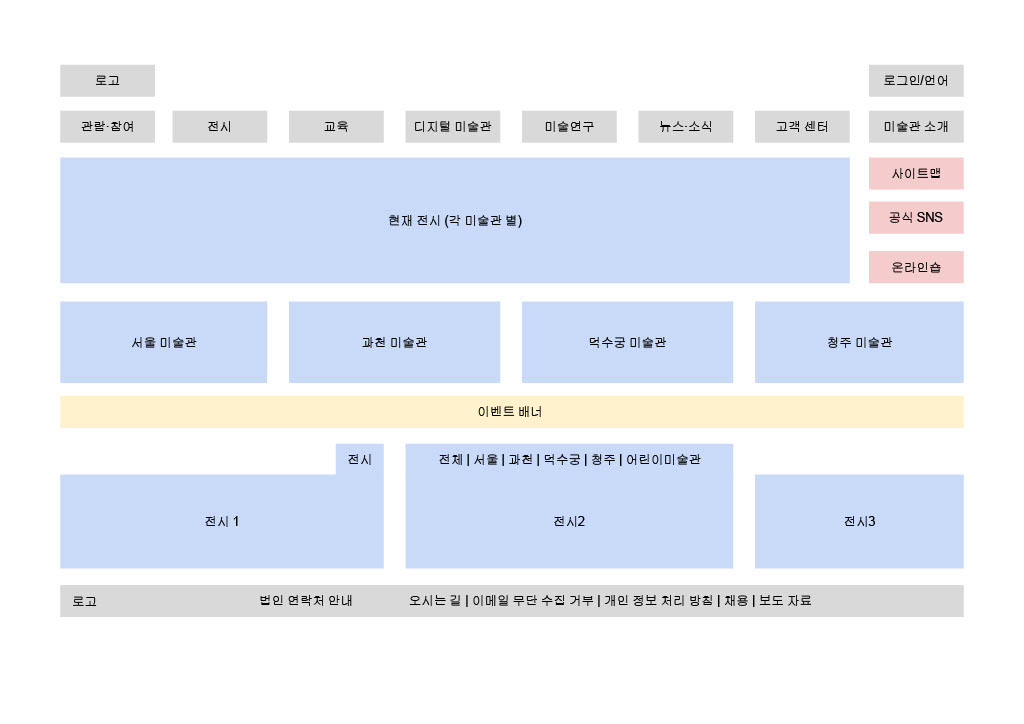 로고
로그인/언어
관람·참여
전시
교육
디지털 미술관
미술연구
뉴스·소식
고객 센터
미술관 소개
현재 전시 (각 미술관 별)
사이트맵
공식 SNS
온라인숍
서울 미술관
과천 미술관
덕수궁 미술관
청주 미술관
이벤트 배너
전시
전체 | 서울 | 과천 | 덕수궁 | 청주 | 어린이미술관
전시 1
전시2
전시3
로고
법인 연락처 안내
오시는 길 | 이메일 무단 수집 거부 | 개인 정보 처리 방침 | 채용 | 보도 자료